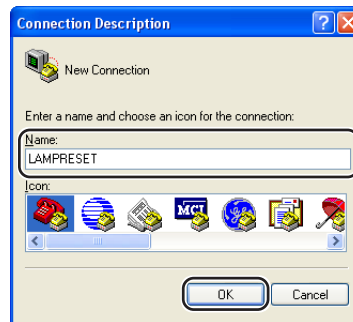 Connection Description
New Connection
Enter a name and choose an icon for the connection:
Name:
LAMPRESET
Icon:
MCI
OK
Cancel